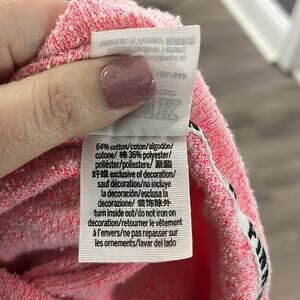 64% cotton/coton/algodón
cotone/ 棉 36% polyester/
polyester/poliéster/ 聚酯
纤维 exclusive of decoration/
sauf décoration/no incluye
la decoración/esclusa la
decorazione/ 装饰除外
turn inside out/do not iron on
decoration/retourner le vêtement
à l'envers/ne pas repasser sur
les ornements/lavar del lado